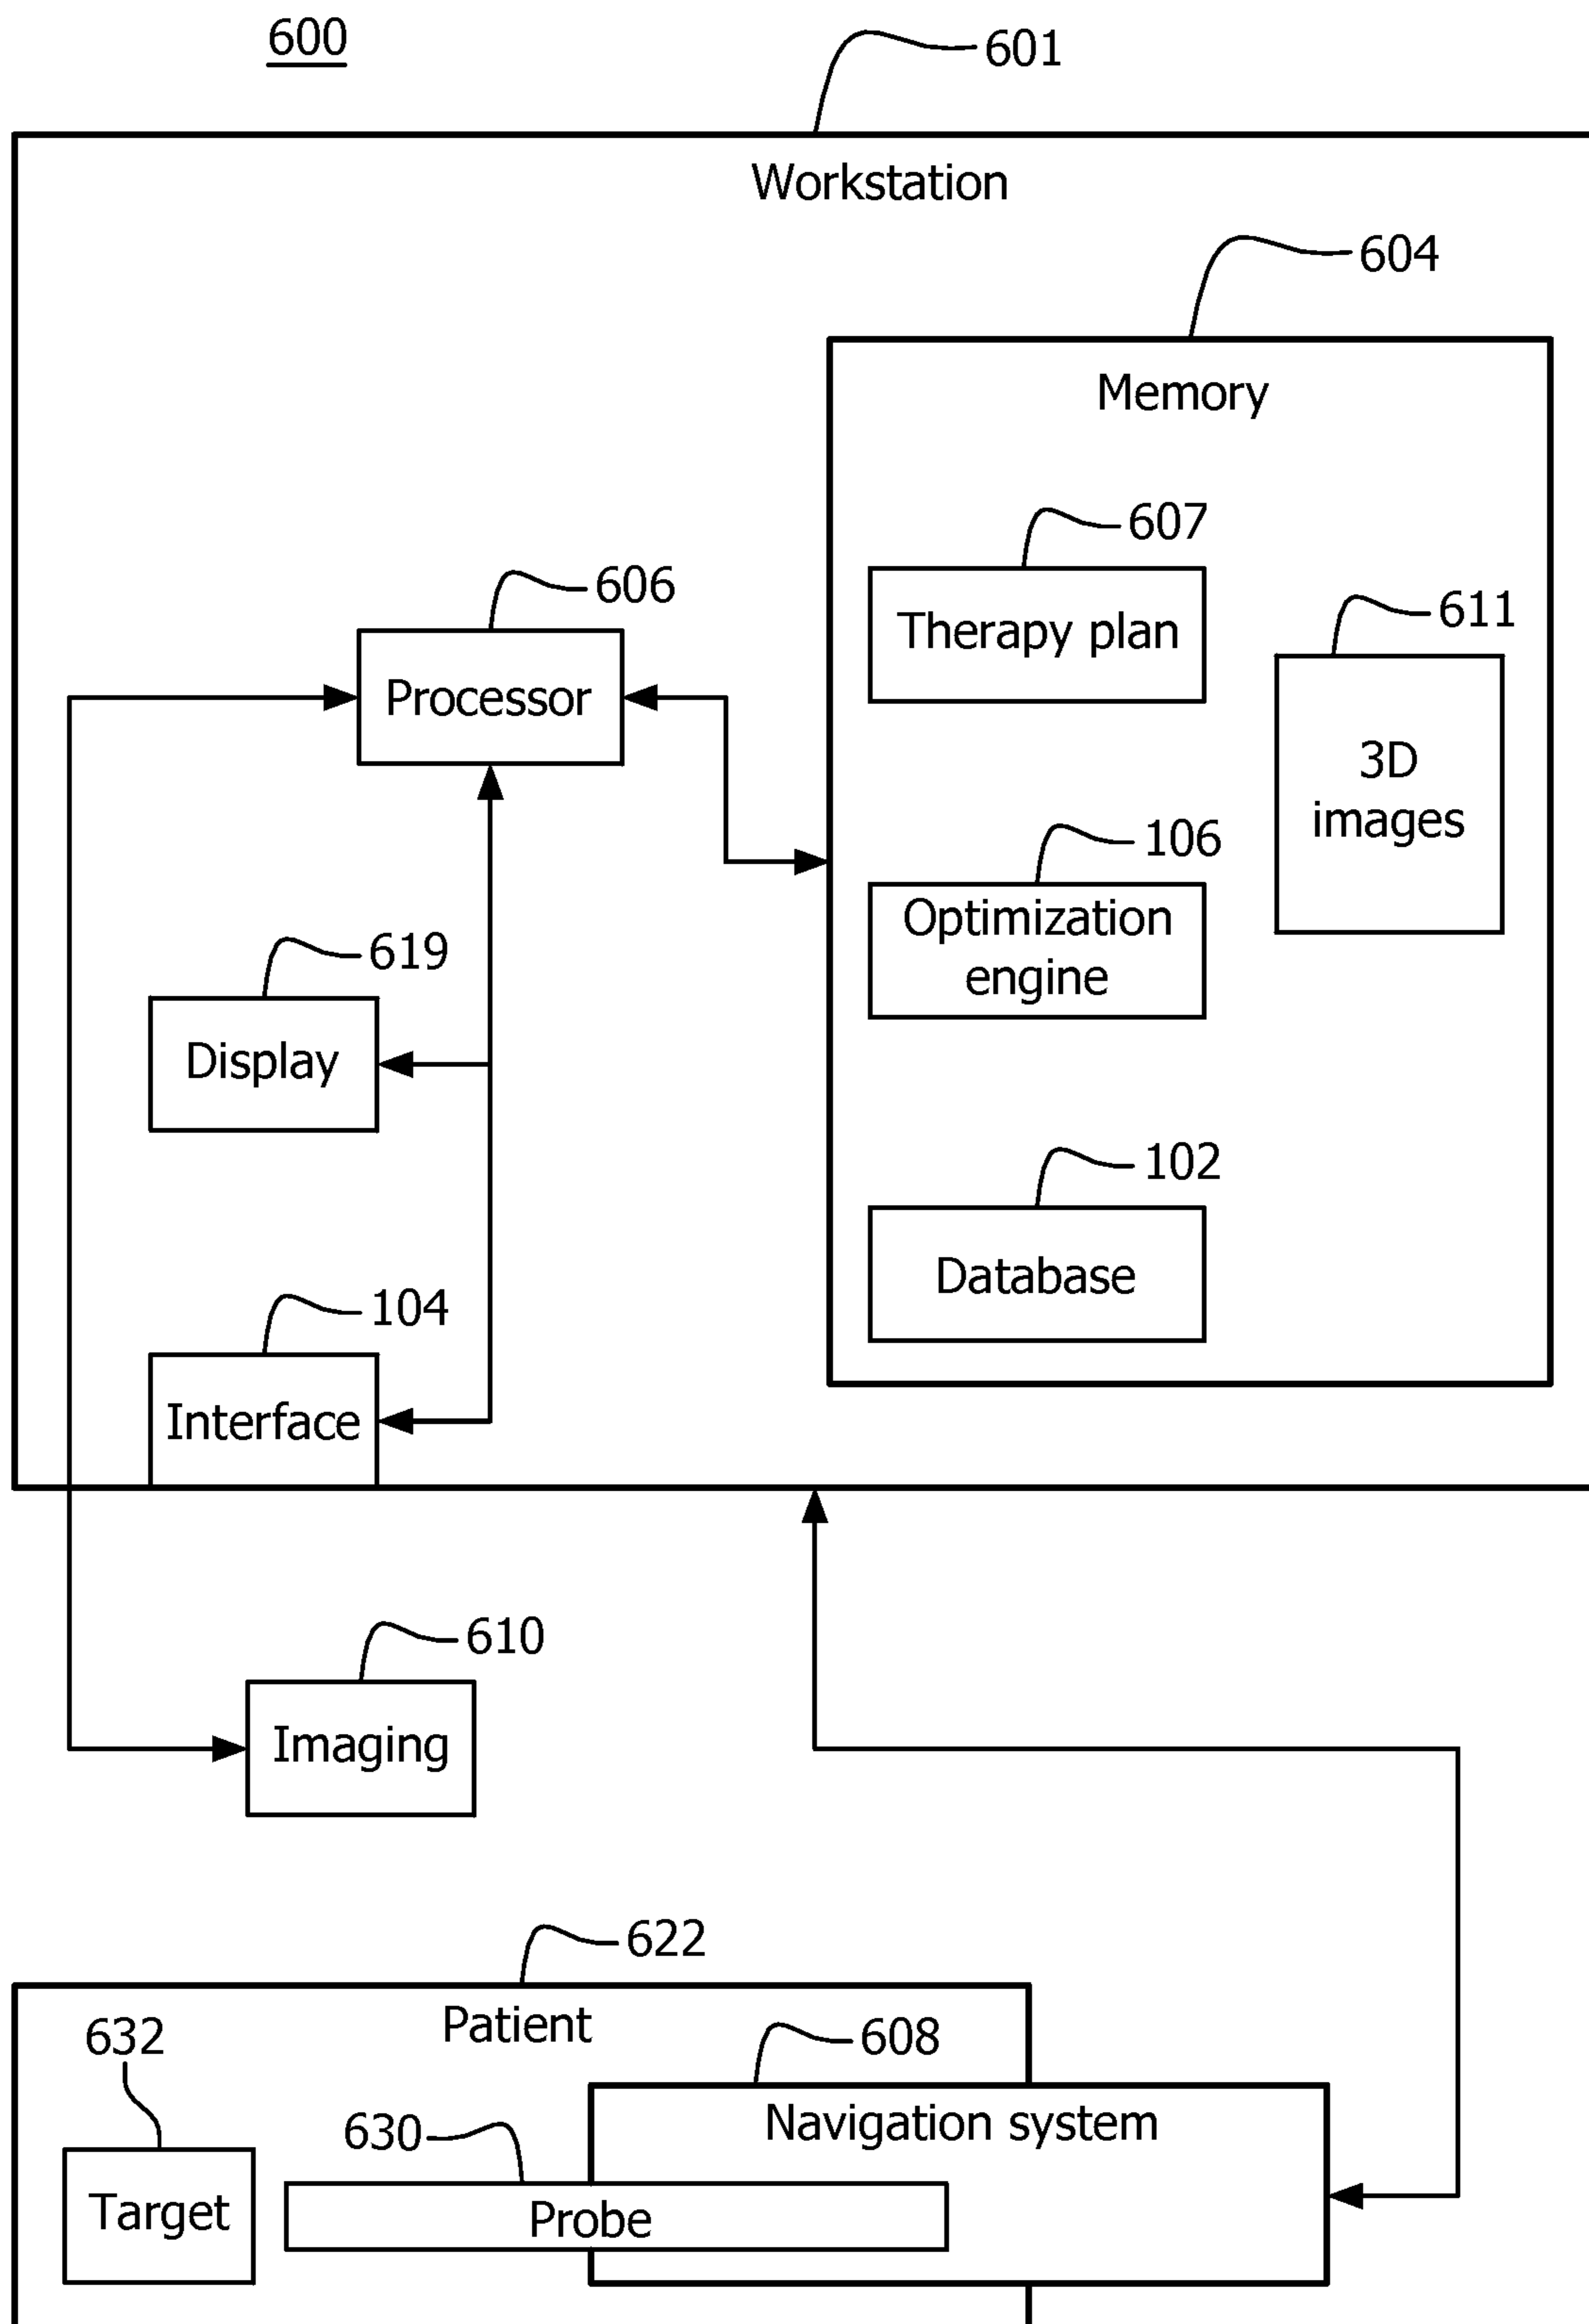 600
601
Workstation
604
Memory
607
Therapy plan
606
Processor
611
3D
images
106
Optimization
engine
619
Display
102
Database
104
Interface
610
Imaging
622
Patient
632
608
Navigation system
630
Target
Probe